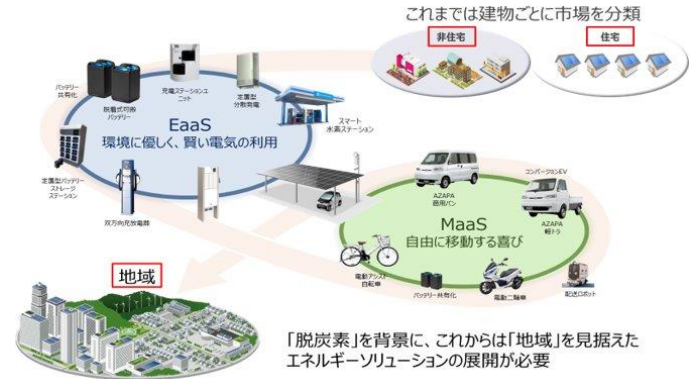 これまでは建物ごとに市場を分類
非住宅
住宅
バッテリー
共有化
脱着式可搬
バッテリー
充電ステーションユ
ニット
定置型
分散発電
スマート
水素ステーション
EaaS
環境に優しく、賢い電気の利用
定置型バッテリー
ストレージ
ステーション
双方向充放電器
AZAPA
商用バン
コンバージョンEV
AZAPA
軽トラ
MaaS
自由に移動する喜び
電動アシスト
自転車
バッテリー共有化
電動二輪車
配送ロボット
地域
「脱炭素」を背景に、これからは「地域」を見据えた
エネルギーソリューションの展開が必要